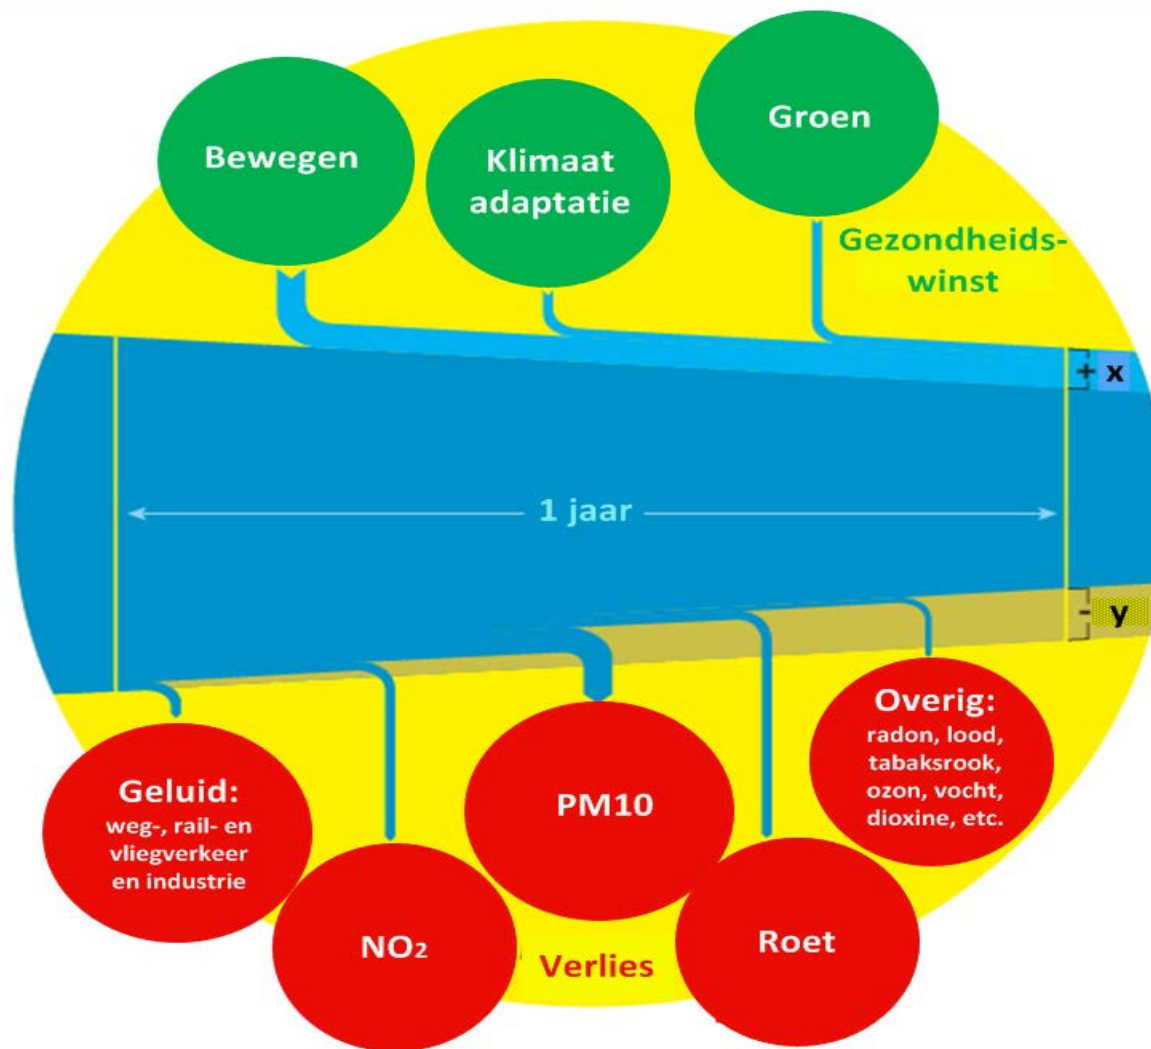 Bewegen
Klimaat
adaptatie
Groen
Gezondheids-
winst
+ x
1 jaar
- y
Geluid:
weg-, rail- en
vliegverkeer
en industrie
NO₂
PM10
Verlies
Roet
Overig:
radon, lood,
tabaksrook,
ozon, vocht,
dioxine, etc.